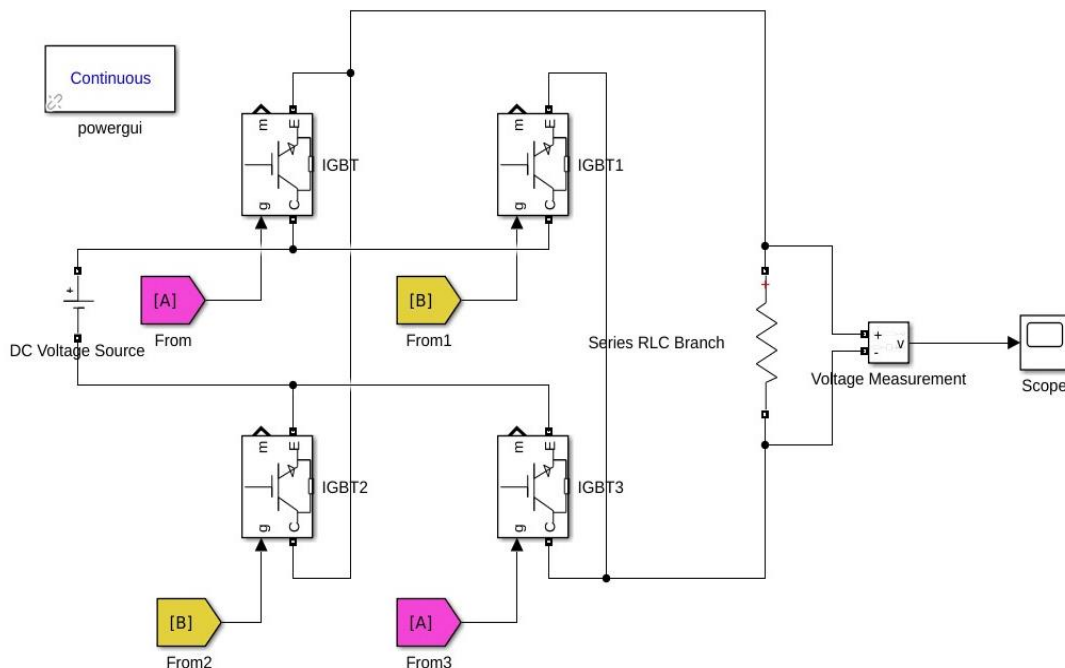 Continuous
powergui
m
E
IGBT
g
C
m
E
IGBT1
g
C
+
[A]
From
[B]
From1
DC Voltage Source
+
Series RLC Branch
+
-
v
Voltage Measurement
Scope
m
E
IGBT2
g
C
m
E
IGBT3
g
C
[B]
From2
[A]
From3